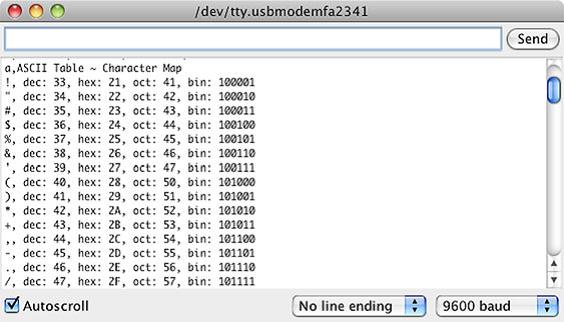 /dev/tty.usbmodemfa2341
Send
a,ASCII Table ~ Character Map
!, dec: 33, hex: 21, oct: 41, bin: 100001
", dec: 34, hex: 22, oct: 42, bin: 100010
#, dec: 35, hex: 23, oct: 43, bin: 100011
$, dec: 36, hex: 24, oct: 44, bin: 100100
%, dec: 37, hex: 25, oct: 45, bin: 100101
&, dec: 38, hex: 26, oct: 46, bin: 100110
', dec: 39, hex: 27, oct: 47, bin: 100111
(, dec: 40, hex: 28, oct: 50, bin: 101000
), dec: 41, hex: 29, oct: 51, bin: 101001
*, dec: 42, hex: 2A, oct: 52, bin: 101010
+, dec: 43, hex: 2B, oct: 53, bin: 101011
,, dec: 44, hex: 2C, oct: 54, bin: 101100
-, dec: 45, hex: 2D, oct: 55, bin: 101101
., dec: 46, hex: 2E, oct: 56, bin: 101110
/, dec: 47, hex: 2F, oct: 57, bin: 101111
Autoscroll
No line ending
9600 baud